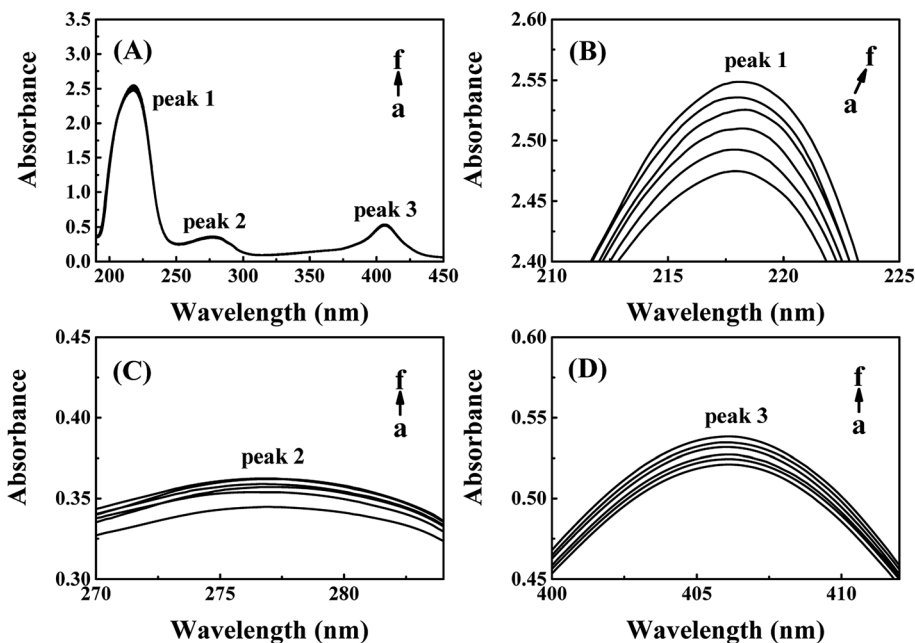 (A)
f
a
peak 1
peak 2
peak 3
3.5
3.0
2.5
2.0
1.5
1.0
0.5
0.0
200 250 300 350 400 450
Absorbance
Wavelength (nm)
(B)
peak 1
f
a
2.60
2.55
2.50
2.45
2.40
210 215 220 225
Absorbance
Wavelength (nm)
(C)
f
a
peak 2
0.45
0.40
0.35
0.30
270 275 280
Absorbance
Wavelength (nm)
(D)
f
a
peak 3
0.60
0.55
0.50
0.45
400 405 410
Absorbance
Wavelength (nm)